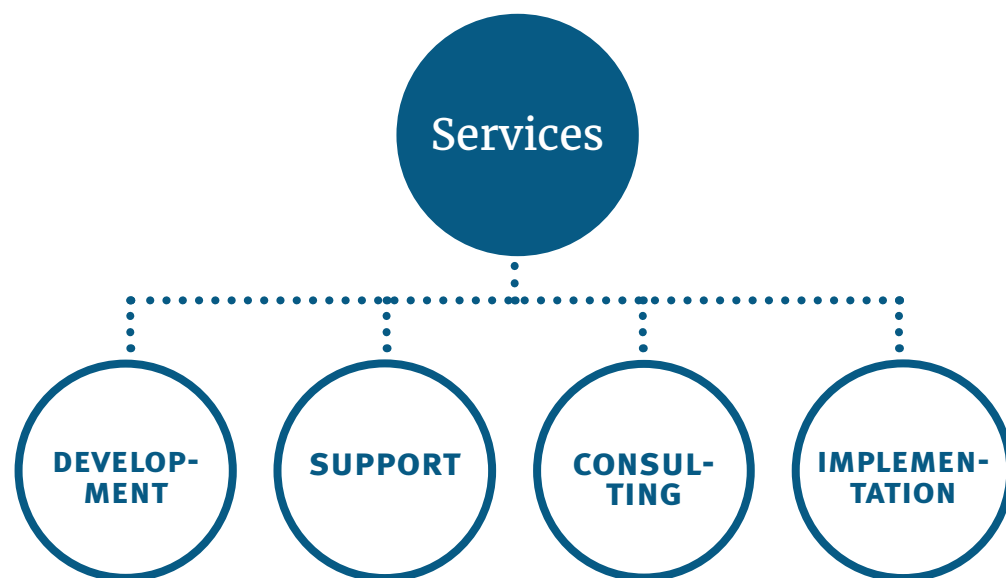 Services
DEVELOP-
MENT
SUPPORT
CONSUL-
TING
IMPLEMEN-
TATION